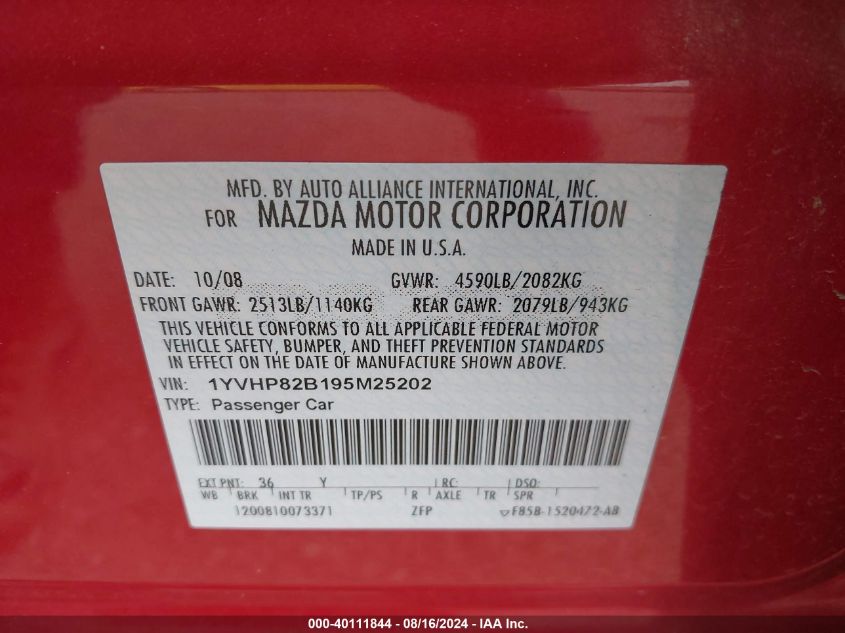 MFD. BY AUTO ALLIANCE INTERNATIONAL, INC.
FOR MAZDA MOTOR CORPORATION
MADE IN U.S.A.
DATE: 10/08 GVWR: 4590LB/2082KG
FRONT GAWR: 2513LB/1140KG REAR GAWR: 2079LB/943KG
THIS VEHICLE CONFORMS TO ALL APPLICABLE FEDERAL MOTOR
VEHICLE SAFETY, BUMPER, AND THEFT PREVENTION STANDARDS
IN EFFECT ON THE DATE OF MANUFACTURE SHOWN ABOVE.
VIN: 1YVHP82B195M25202
TYPE: Passenger Car
EXT PNT: 36 Y RC: DSO:
WB BRK INT TR TP/PS R AXLE TR SPR
1200810073371 ZFP F85B-1520472-AB
000-40111844 - 08/16/2024 - IAA Inc.